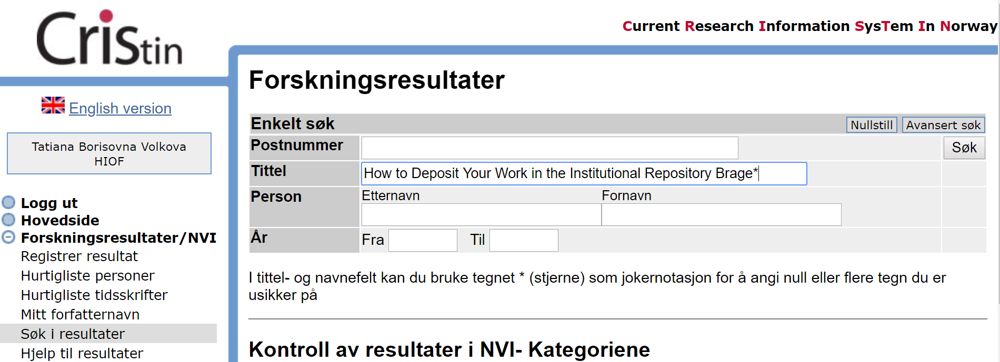 CRIStin
Current Research Information SysTem In Norway
English version
Tatiana Borisovna Volkova
HIOF
Logg ut
Hovedside
Forskningsresultater/NVI
Registrer resultat
Hurtigliste personer
Hurtigliste tidsskrifter
Mitt forfatternavn
Søk i resultater
Hjelp til resultater
Forskningsresultater
Enkelt søk Nullstill Avansert søk
Postnummer Søk
Tittel How to Deposit Your Work in the Institutional Repository Brage*
Person Etternavn Fornavn
År Fra Til
I tittel- og navnefelt kan du bruke tegnet * (stjerne) som jokernotasjon for å angi null eller flere tegn du er
usikker på
Kontroll av resultater i NVI- Kategoriene